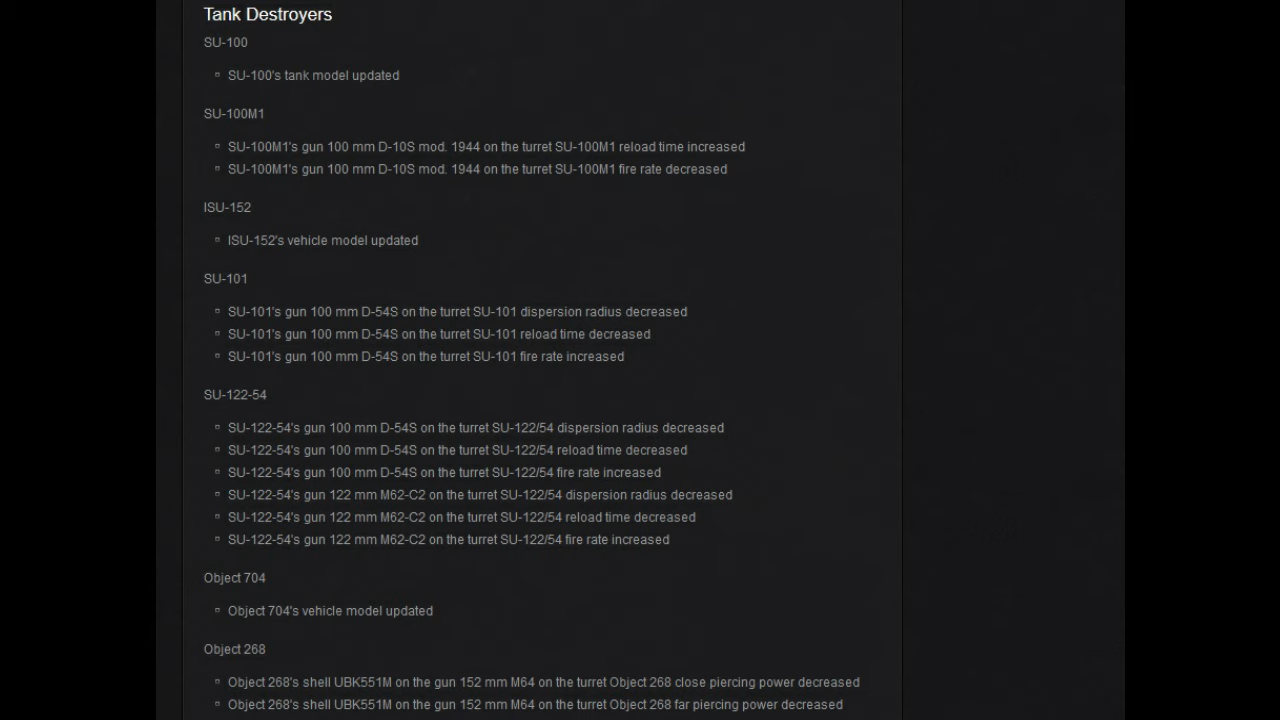 Tank Destroyers
SU-100
SU-100's tank model updated
SU-100M1
SU-100M1's gun 100 mm D-10S mod. 1944 on the turret SU-100M1 reload time increased
SU-100M1's gun 100 mm D-10S mod. 1944 on the turret SU-100M1 fire rate decreased
ISU-152
ISU-152's vehicle model updated
SU-101
SU-101's gun 100 mm D-54S on the turret SU-101 dispersion radius decreased
SU-101's gun 100 mm D-54S on the turret SU-101 reload time decreased
SU-101's gun 100 mm D-54S on the turret SU-101 fire rate increased
SU-122-54
SU-122-54's gun 100 mm D-54S on the turret SU-122/54 dispersion radius decreased
SU-122-54's gun 100 mm D-54S on the turret SU-122/54 reload time decreased
SU-122-54's gun 100 mm D-54S on the turret SU-122/54 fire rate increased
SU-122-54's gun 122 mm M62-C2 on the turret SU-122/54 dispersion radius decreased
SU-122-54's gun 122 mm M62-C2 on the turret SU-122/54 reload time decreased
SU-122-54's gun 122 mm M62-C2 on the turret SU-122/54 fire rate increased
Object 704
Object 704's vehicle model updated
Object 268
Object 268's shell UBK551M on the gun 152 mm M64 on the turret Object 268 close piercing power decreased
Object 268's shell UBK551M on the gun 152 mm M64 on the turret Object 268 far piercing power decreased